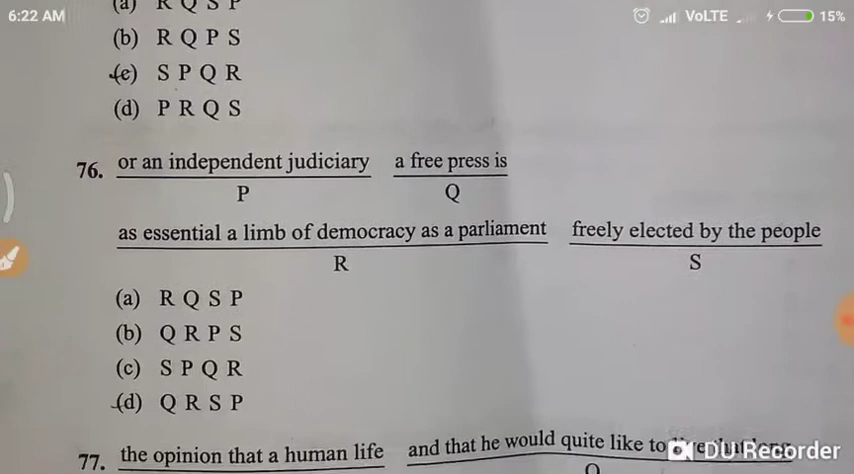 6:22 AM VoLTE 15%
(a) R Q S P
(b) R Q P S
(c) S P Q R
(d) P R Q S
76. or an independent judiciary a free press is
P Q
as essential a limb of democracy as a parliament freely elected by the people
R S
(a) R Q S P
(b) Q R P S
(c) S P Q R
(d) Q R S P
77. the opinion that a human life and that he would quite like to
Q
DU Recorder